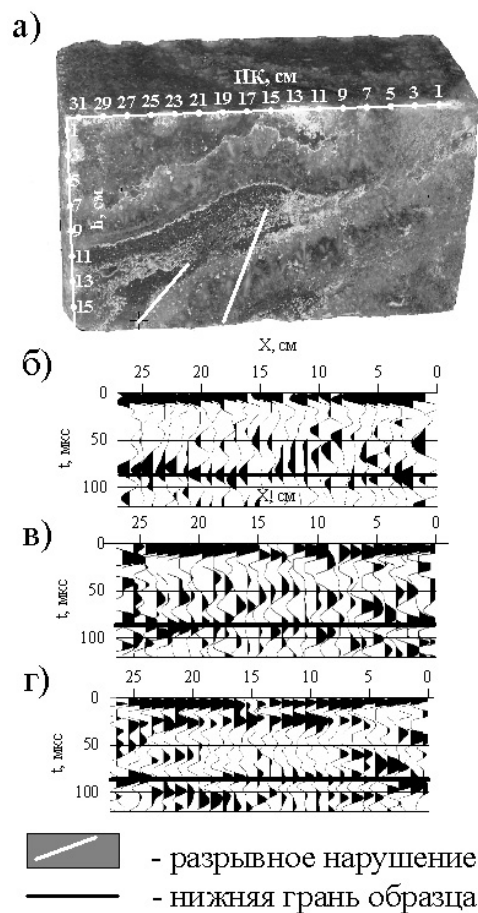 а)
ПК, см
31 29 27 25 23 21 19 17 15 13 11 9 7 5 3 1
7
h, см
9
11
13
15
X, см
б)
25 20 15 10 5 0
0
50
100
t, мкс
X, см
в)
25 20 15 10 5 0
0
50
100
t, мкс
г)
25 20 15 10 5 0
0
50
100
t, мкс
- разрывное нарушение
- нижняя грань образца